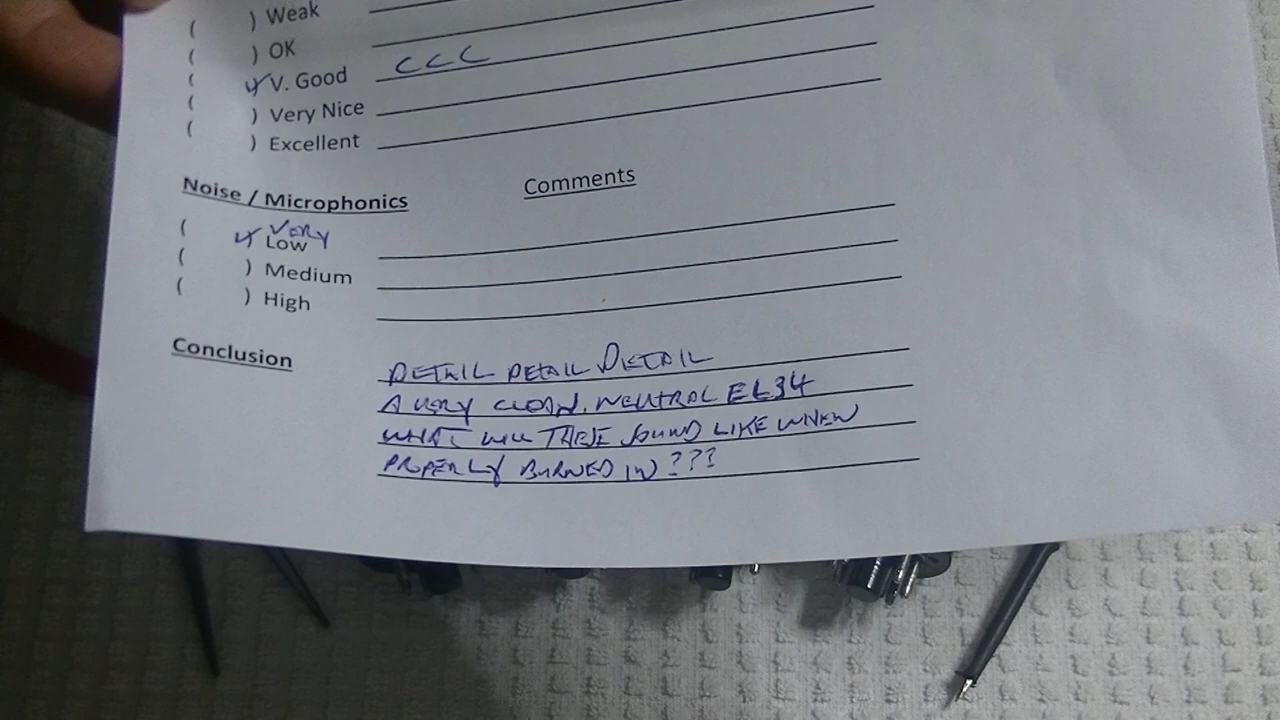 ( ) Weak
( ) OK
( ✓ V. Good CCC
( ) Very Nice
( ) Excellent
Noise / Microphonics Comments
VERY
( ✓ Low
( ) Medium
( ) High
Conclusion DETAIL DETAIL DETAIL
A VERY CLEAN. NEUTRAL EL34
WHAT WILL THESE SOUND LIKE WHEN
PROPERLY BURNED IN???